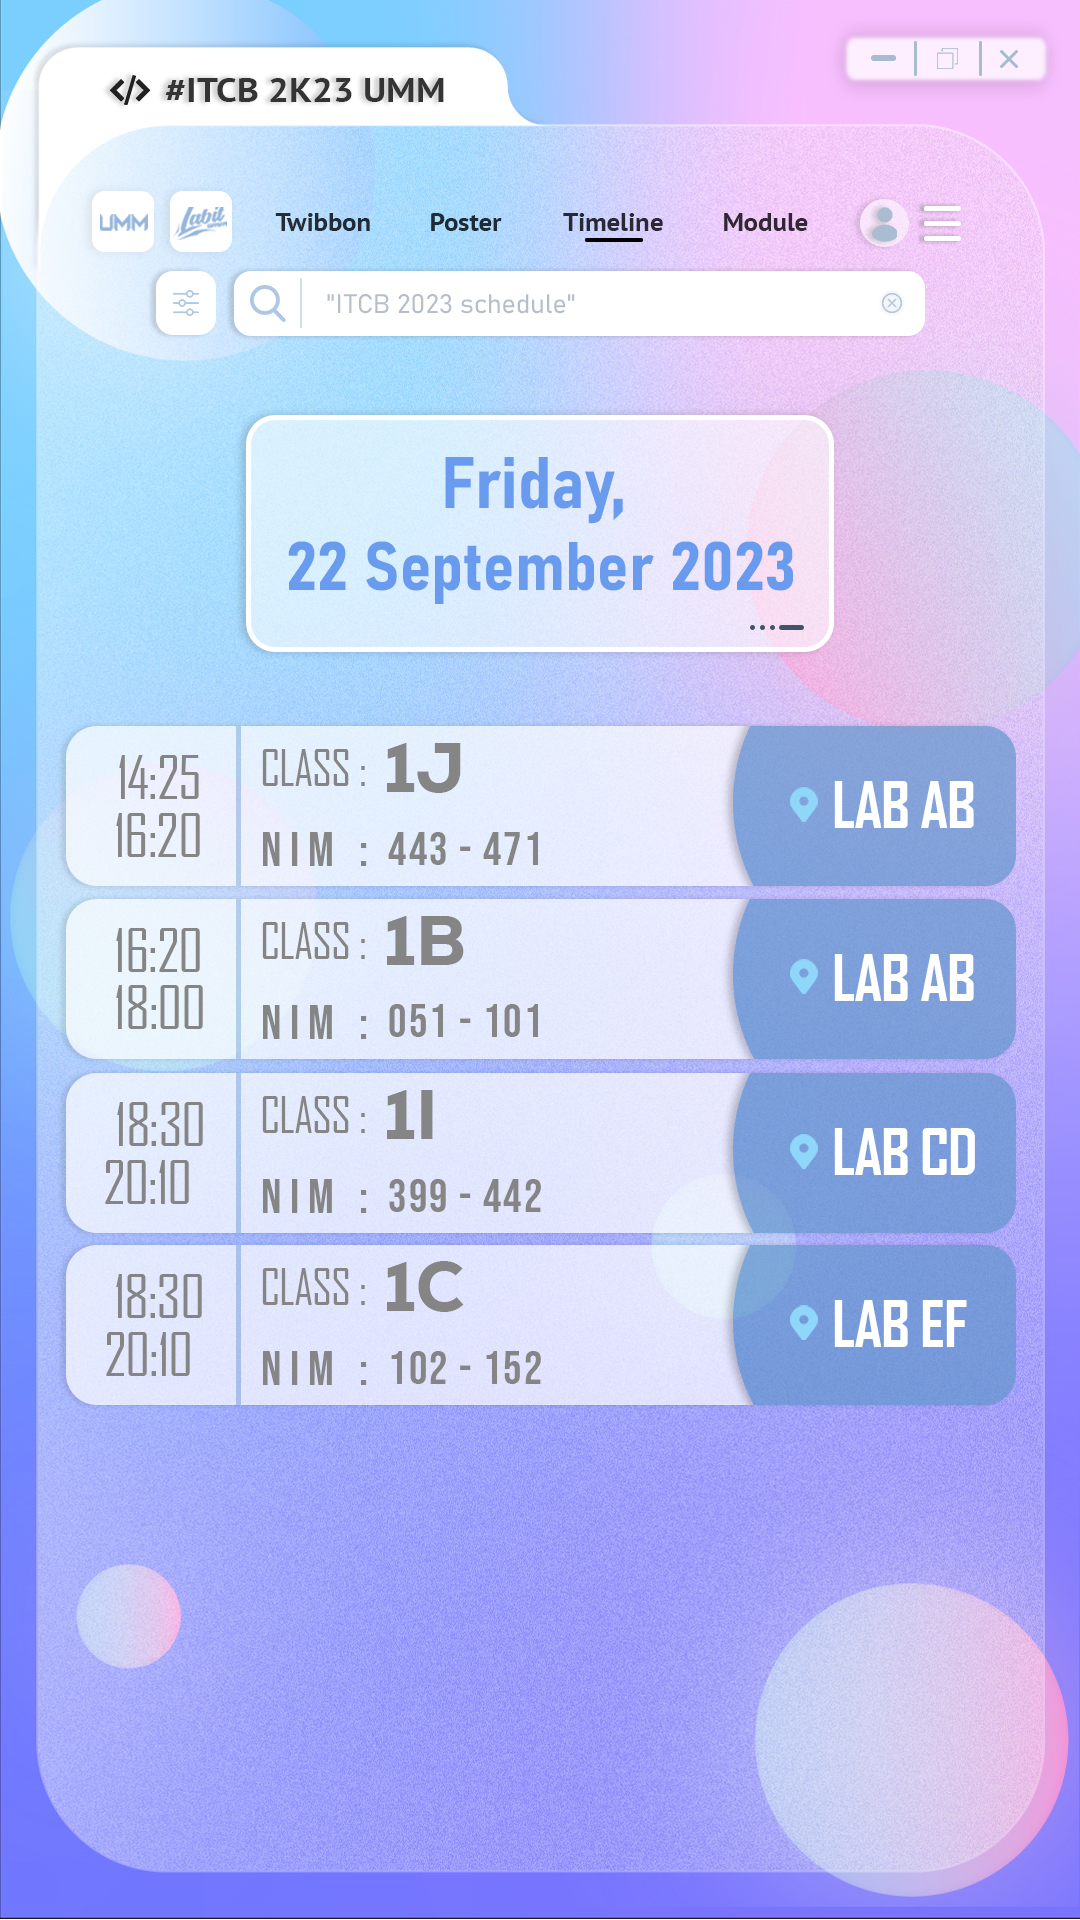 #ITCB 2K23 UMM
UMM Labit Twibbon Poster Timeline Module
"ITCB 2023 schedule"
Friday,
22 September 2023
14:25
16:20
CLASS : 1J
NIM : 443 - 471
LAB AB
16:20
18:00
CLASS : 1B
NIM : 051 - 101
LAB AB
18:30
20:10
CLASS : 1I
NIM : 399 - 442
LAB CD
18:30
20:10
CLASS : 1C
NIM : 102 - 152
LAB EF